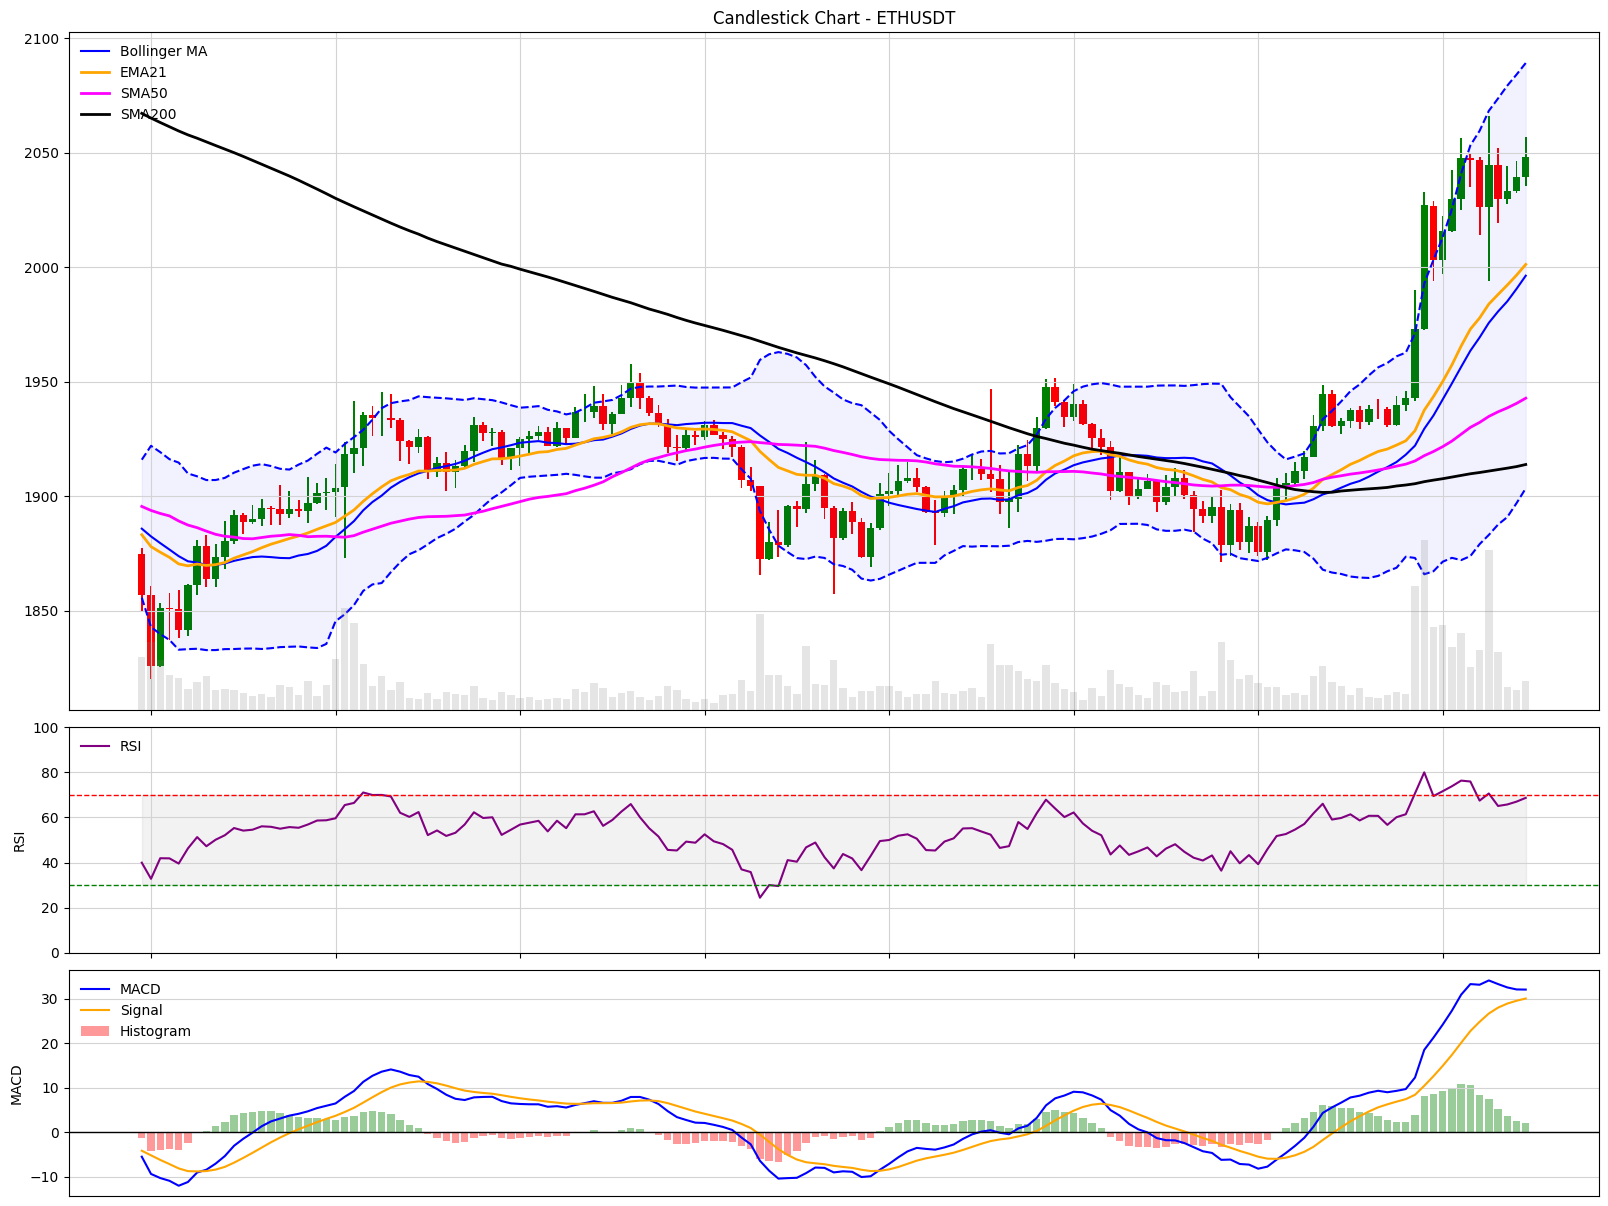 Candlestick Chart - ETHUSDT
2100
2050
2000
1950
1900
1850
Bollinger MA
EMA21
SMA50
SMA200
100
80
60
40
20
0
RSI
RSI
30
20
10
0
−10
MACD
MACD
Signal
Histogram